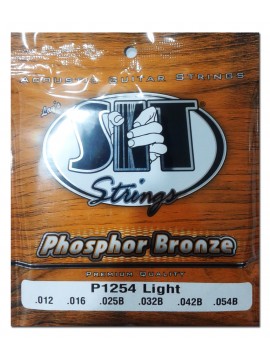 Acoustic Guitar Strings
SIT
Strings
Phosphor Bronze
Premium Quality
P1254 Light
.012 .016 .025B .032B .042B .054B